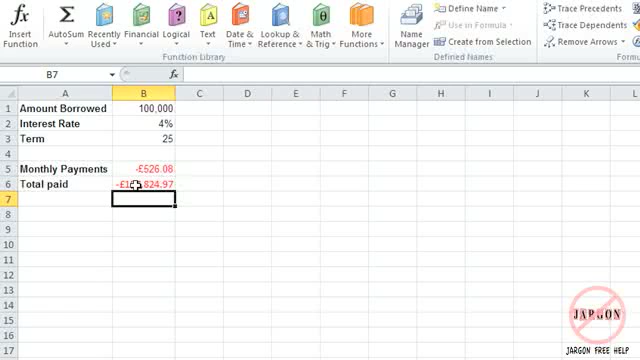 Insert Function
AutoSum
Recently Used
Financial
Logical
Text
Date & Time
Lookup & Reference
Math & Trig
More Functions
Function Library
Name Manager
Define Name
Use in Formula
Create from Selection
Defined Names
Trace Precedents
Trace Dependents
Remove Arrows
B7
fx
A B C D E F G H I J K L
1 Amount Borrowed 100,000
2 Interest Rate 4%
3 Term 25
4
5 Monthly Payments -£526.08
6 Total paid 824.97
7
8
9
10
11
12
13
14
15
16
17
JARGON
JARGON FREE HELP